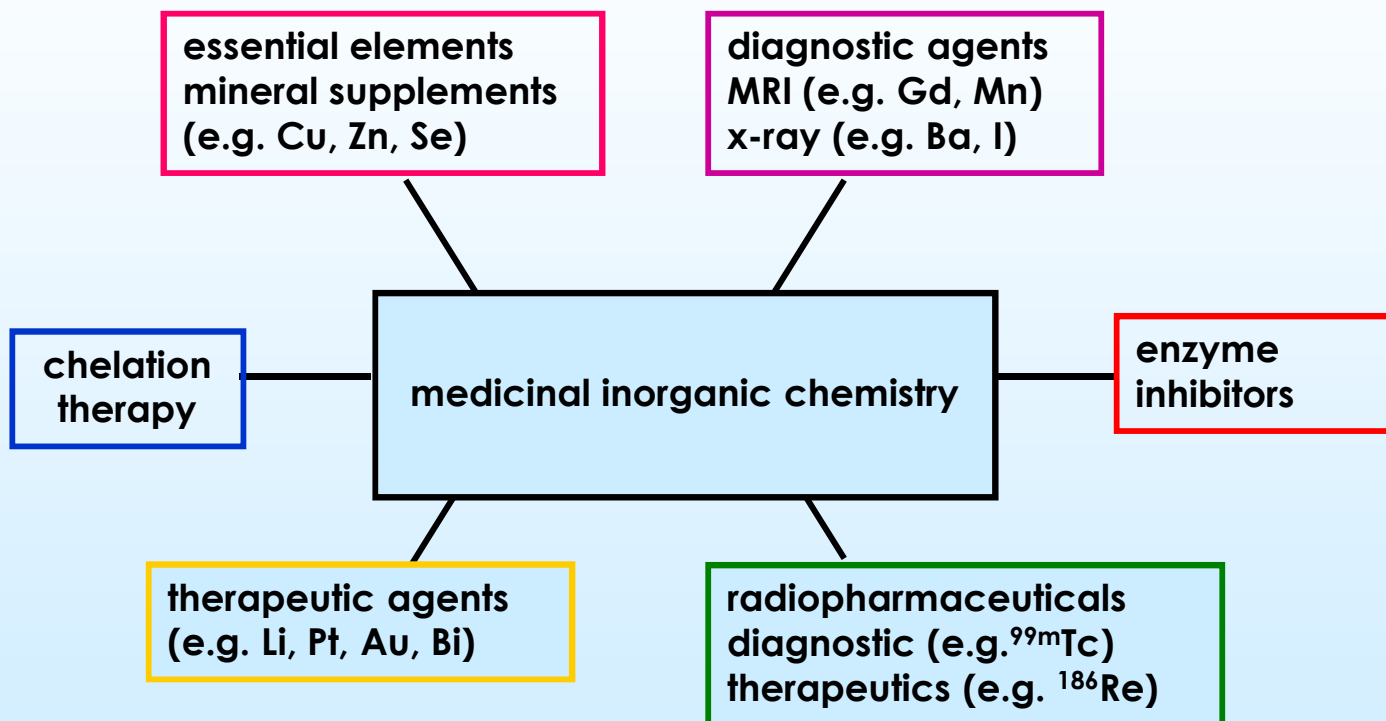 essential elements
mineral supplements
(e.g. Cu, Zn, Se)
diagnostic agents
MRI (e.g. Gd, Mn)
x-ray (e.g. Ba, I)
chelation
therapy
medicinal inorganic chemistry
enzyme
inhibitors
therapeutic agents
(e.g. Li, Pt, Au, Bi)
radiopharmaceuticals
diagnostic (e.g.⁹⁹ᵐTc)
therapeutics (e.g. ¹⁸⁶Re)